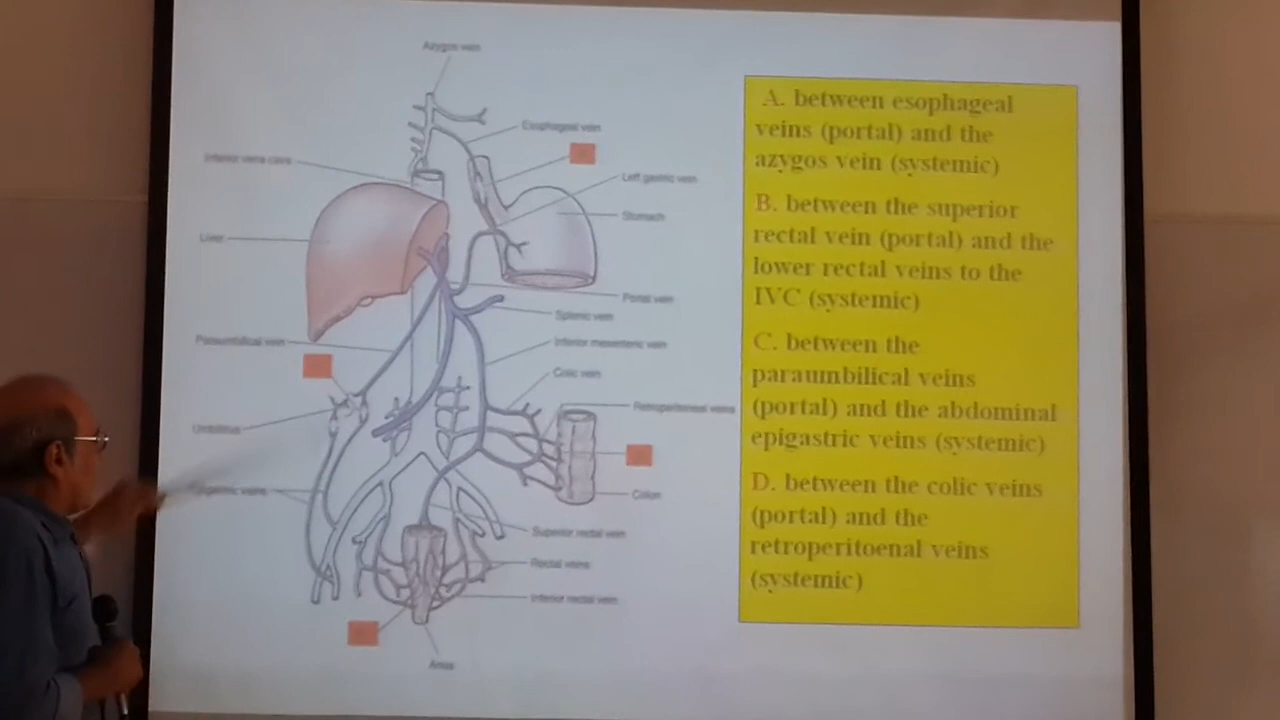 Azygos vein
Esophageal vein
Inferior vena cava
Left gastric vein
Stomach
Liver
Portal vein
Splenic vein
Paraumbilical vein
Inferior mesenteric vein
Colic vein
Retroperitoneal veins
Umbilicus
Epigastric veins
Colon
Superior rectal vein
Rectal veins
Inferior rectal vein
Anus
A. between esophageal
veins (portal) and the
azygos vein (systemic)
B. between the superior
rectal vein (portal) and the
lower rectal veins to the
IVC (systemic)
C. between the
paraumbilical veins
(portal) and the abdominal
epigastric veins (systemic)
D. between the colic veins
(portal) and the
retroperitoenal veins
(systemic)